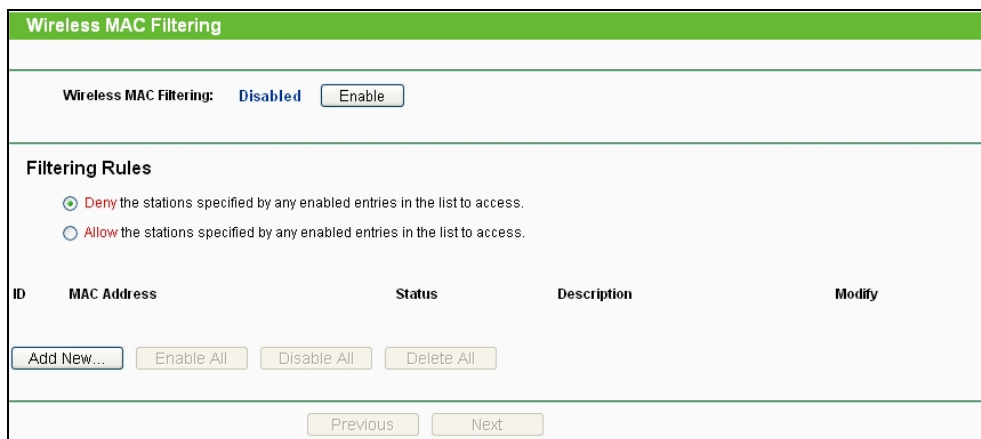 Wireless MAC Filtering
Wireless MAC Filtering: Disabled Enable
Filtering Rules
Deny the stations specified by any enabled entries in the list to access.
Allow the stations specified by any enabled entries in the list to access.
ID MAC Address Status Description Modify
Add New... Enable All Disable All Delete All
Previous Next